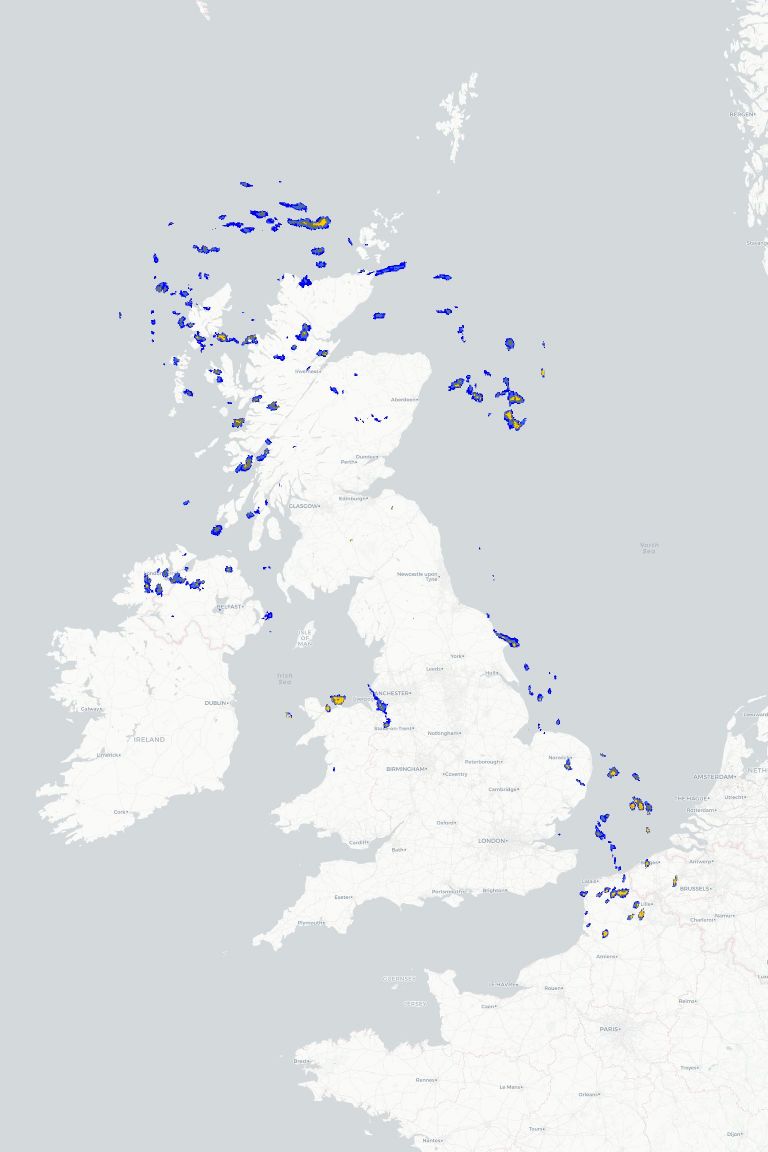 BERGEN
Inverness
Aberdeen
Dundee
Perth
Edinburgh
GLASGOW
North
Sea
Newcastle upon
Tyne
BELFAST
ISLE
OF
MAN
York
Leeds
Hull
Irish
Sea
DUBLIN
Galway
MANCHESTER
Stoke-on-Trent
Nottingham
IRELAND
Limerick
Norwich
BIRMINGHAM
Peterborough
Coventry
AMSTERDAM
Cambridge
THE HAGUE
Utrecht
Rotterdam
Cork
Oxford
LONDON
Cardiff
Bath
Antwerp
Calais
BRUSSELS
Portsmouth
Brighton
Exeter
Lille
Charleroi
Namur
Plymouth
Amiens
GUERNSEY
LE HAVRE
Rouen
JERSEY
Caen
Reims
PARIS
Brest
Troyes
Rennes
Le Mans
Orléans
Tours
Dijon
Nantes